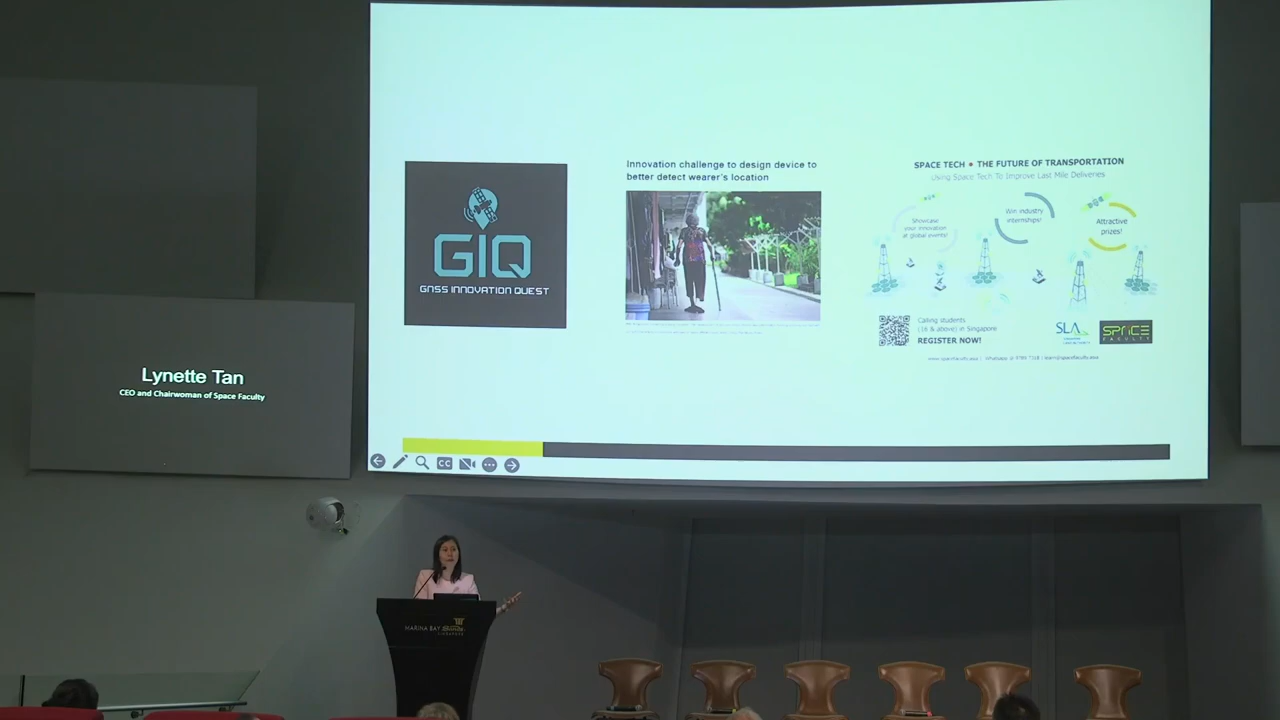 Lynette Tan
CEO and Chairwoman of Space Faculty
GIQ
GNSS INNOVATION QUEST
Innovation challenge to design device to
better detect wearer's location
SPACE TECH • THE FUTURE OF TRANSPORTATION
Using Space Tech To Improve Last Mile Deliveries
Showcase
your innovation
at global events!
Win industry
internships!
Attractive
prizes!
Calling students
(16 & above) in Singapore
REGISTER NOW!
SLA
SPACE
FACULTY
CC
MARINA BAY Sands
SINGAPORE